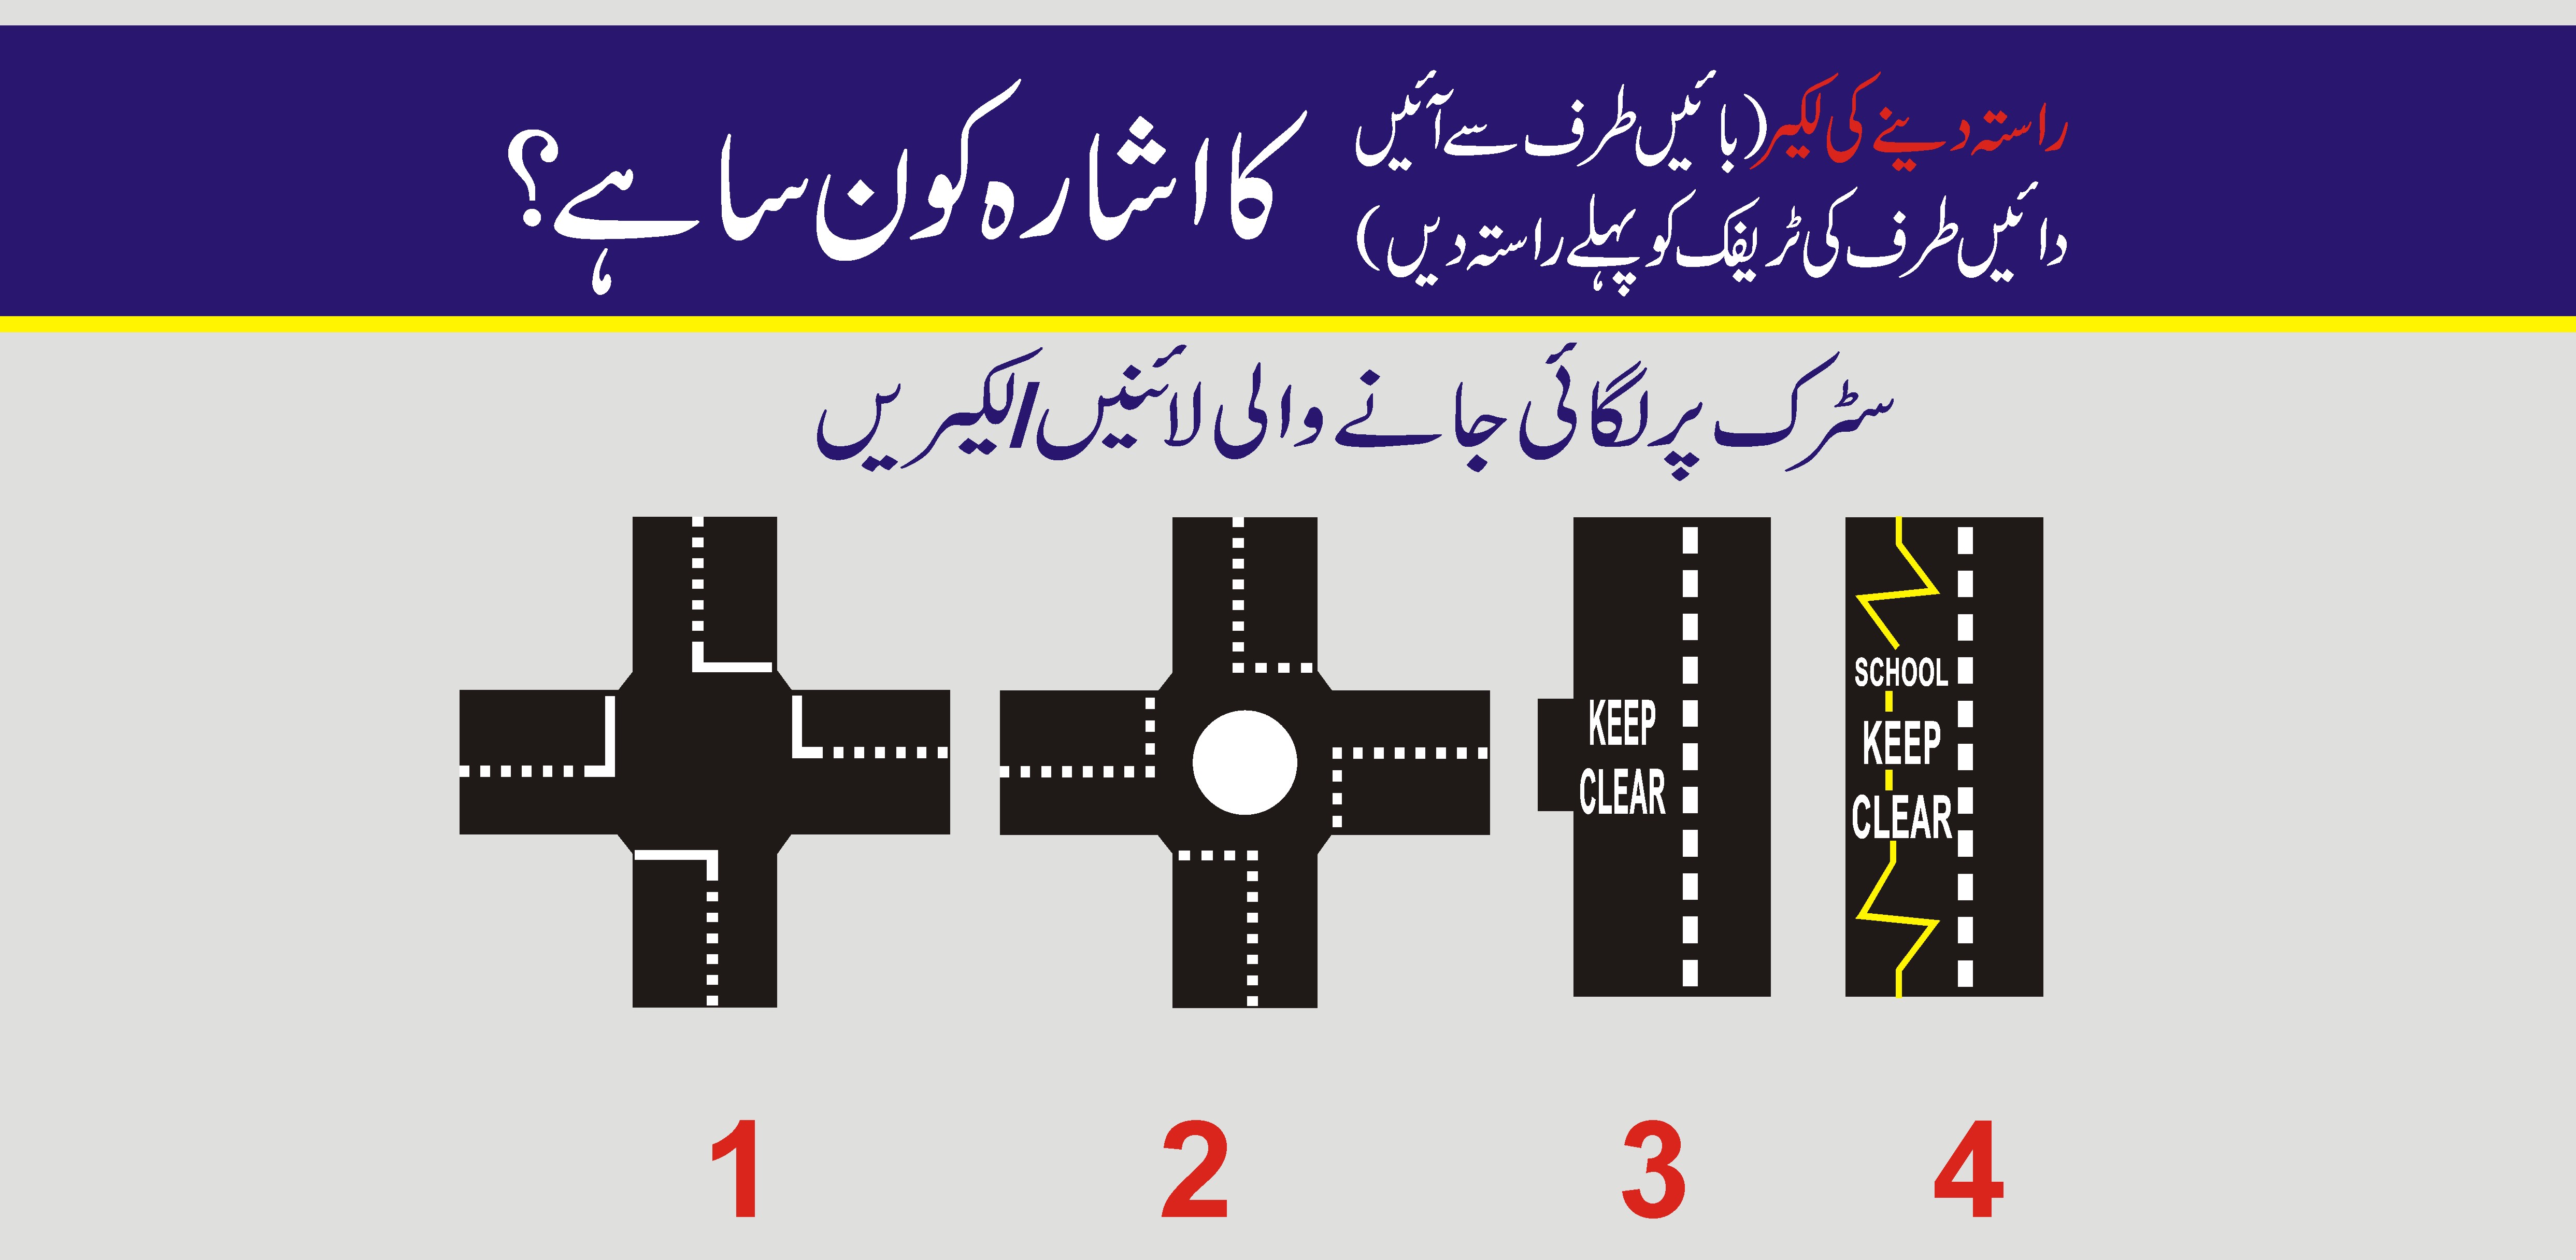 راستہ دینے کی لکیر (بائیں طرف سے آئیں
دائیں طرف کی ٹریفک کو پہلے راستہ دیں)
کا اشارہ کون سا ہے؟
سڑک پر لگائی جانے والی لائنیں/لکیریں
KEEP
CLEAR
SCHOOL
KEEP
CLEAR
1 2 3 4